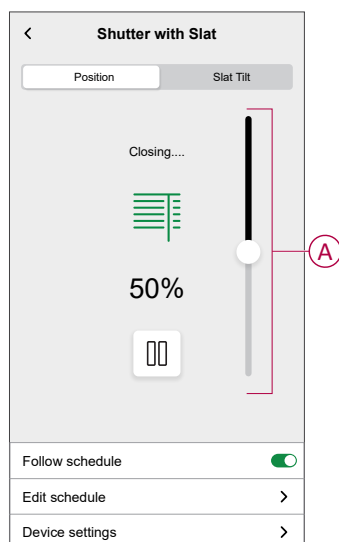 Shutter with Slat
Position Slat Tilt
Closing....
A
50%
Follow schedule
Edit schedule
Device settings